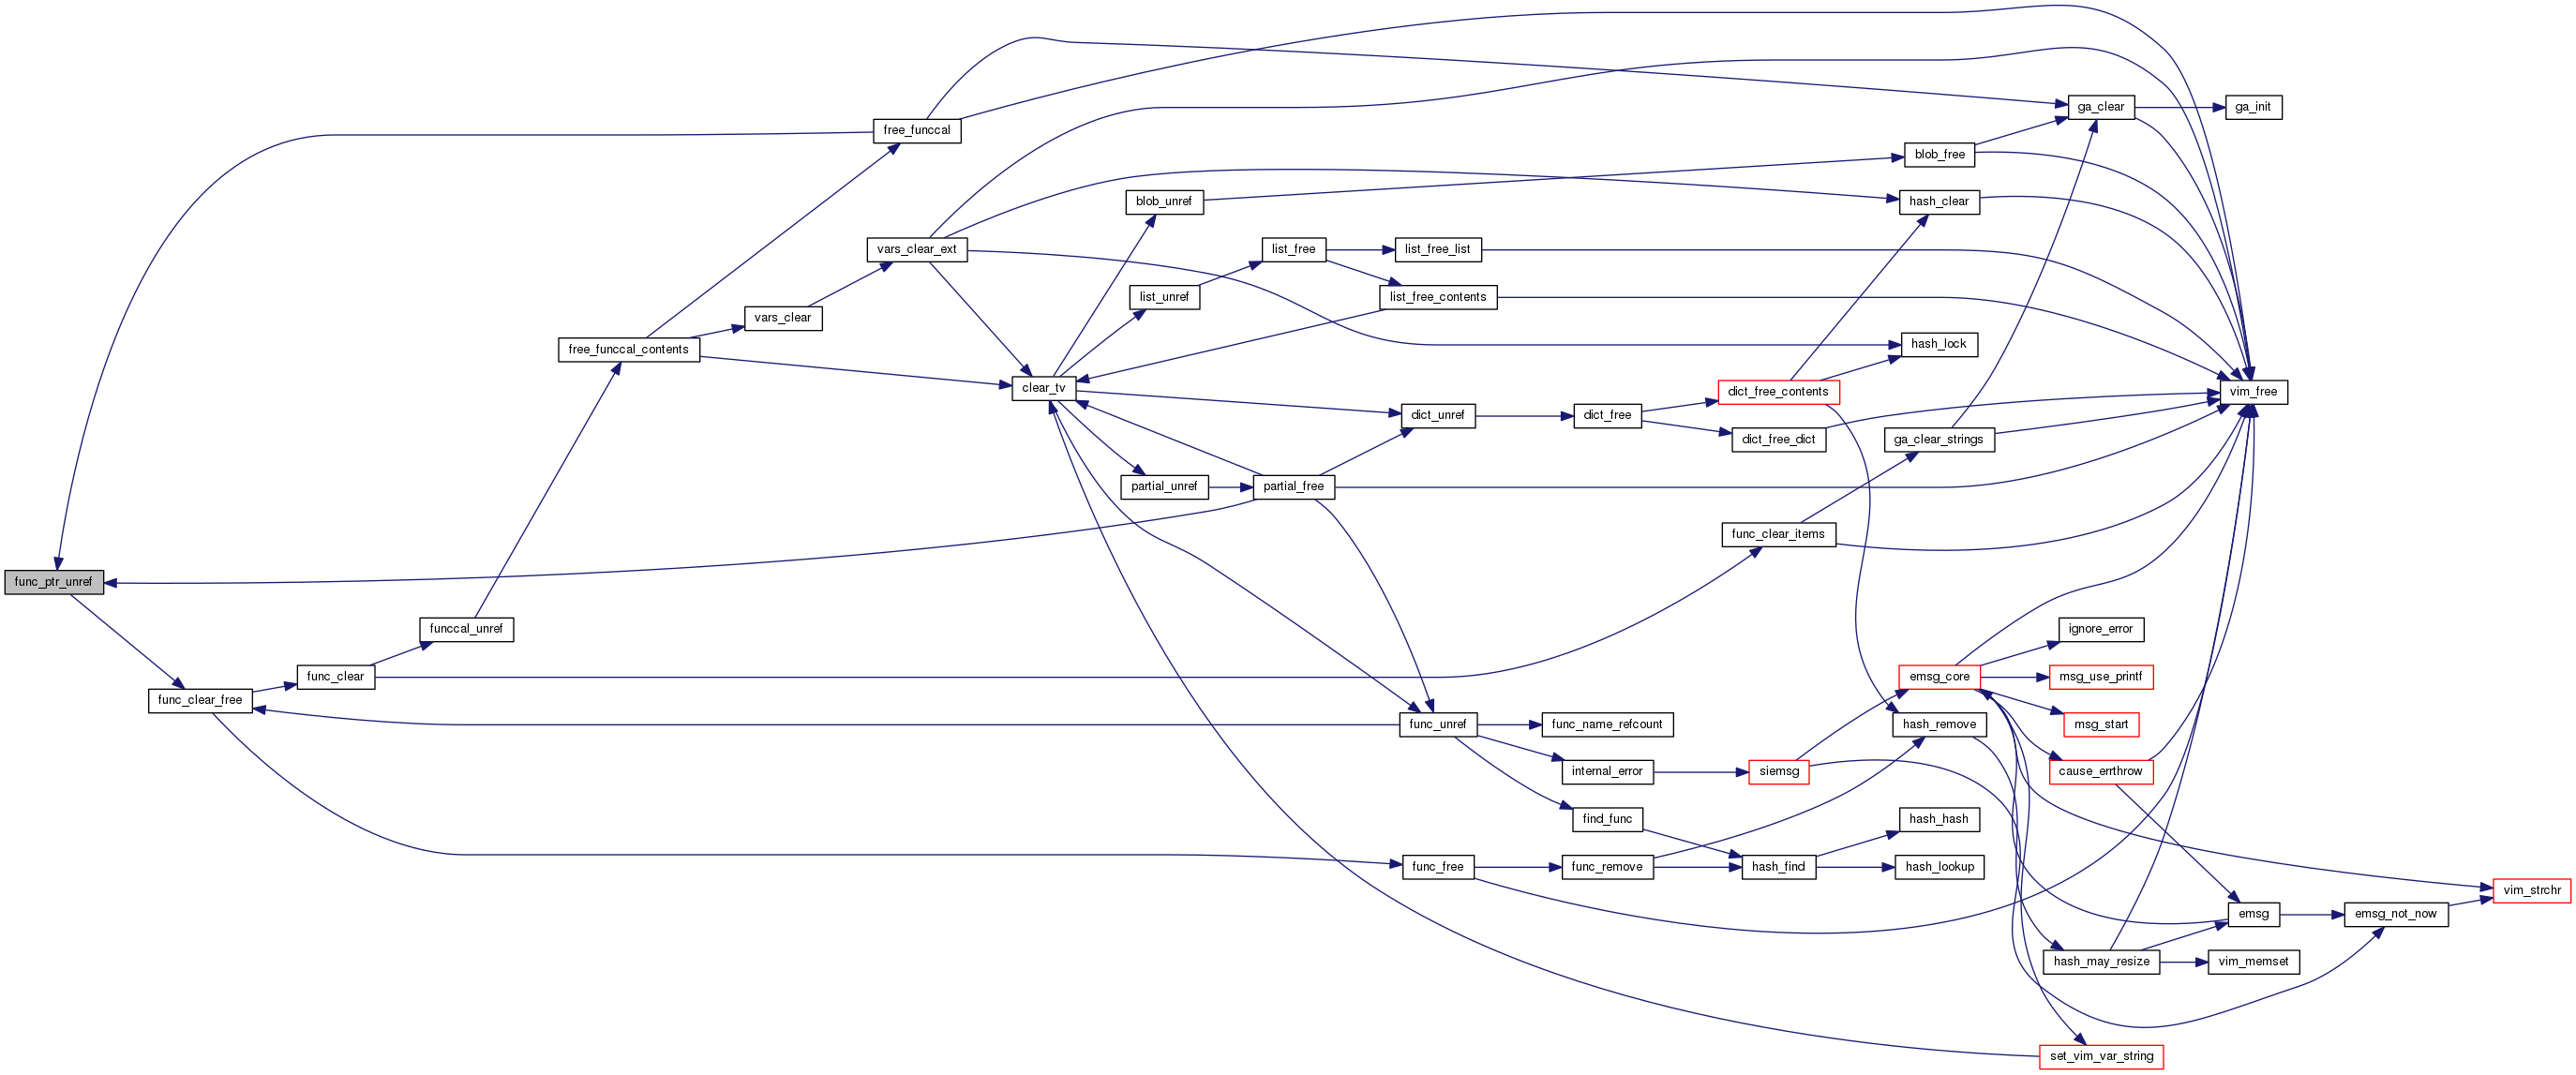 func_ptr_unref
func_clear_free
func_clear
funccal_unref
free_funccal_contents
free_funccal
vars_clear
vars_clear_ext
clear_tv
blob_unref
list_unref
partial_unref
list_free
partial_free
list_free_list
list_free_contents
dict_unref
func_unref
func_free
dict_free
func_name_refcount
internal_error
find_func
func_remove
dict_free_contents
dict_free_dict
func_clear_items
siemsg
hash_find
blob_free
hash_clear
hash_lock
ga_clear_strings
emsg_core
hash_remove
hash_hash
hash_lookup
ga_clear
ignore_error
msg_use_printf
msg_start
cause_errthrow
hash_may_resize
set_vim_var_string
ga_init
vim_free
emsg
vim_memset
emsg_not_now
vim_strchr